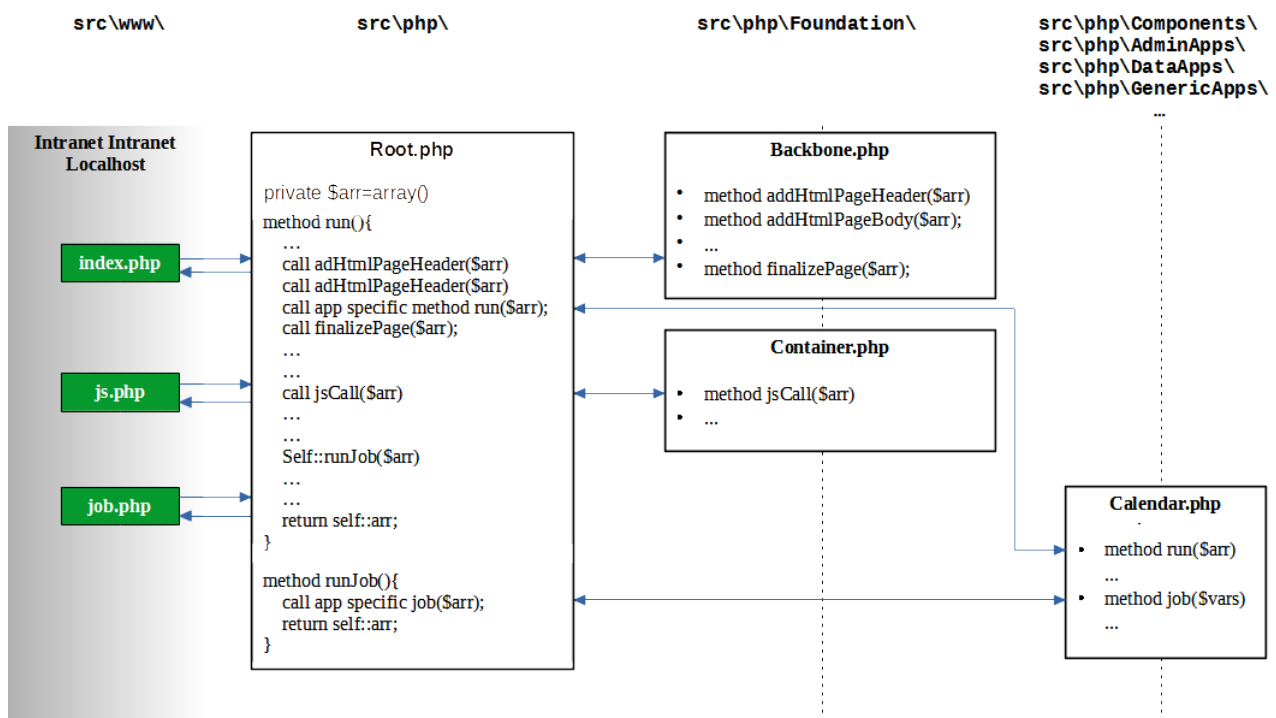 src\www\
src\php\
src\php\Foundation\
src\php\Components\
src\php\AdminApps\
src\php\DataApps\
src\php\GenericApps\
...
Intranet Intranet
Localhost
index.php
js.php
job.php
Root.php
private $arr=array()
method run(){
…
call adHtmlPageHeader($arr)
call adHtmlPageHeader($arr)
call app specific method run($arr);
call finalizePage($arr);
…
…
call jsCall($arr)
…
…
Self::runJob($arr)
…
…
return self::arr;
}
method runJob(){
call app specific job($arr);
return self::arr;
}
Backbone.php
• method addHtmlPageHeader($arr)
• method addHtmlPageBody($arr);
• ...
• method finalizePage($arr);
Container.php
• method jsCall($arr)
• ...
Calendar.php
• method run($arr)
...
• method job($vars)
...